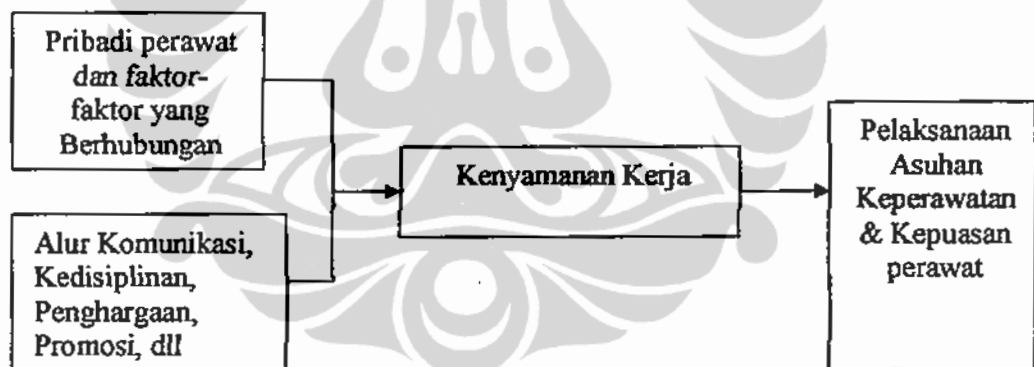 Pribadi perawat
dan faktor-
faktor yang
Berhubungan
Alur Komunikasi,
Kedisiplinan,
Penghargaan,
Promosi, dll
Kenyamanan Kerja
Pelaksanaan
Asuhan
Keperawatan
& Kepuasan
perawat